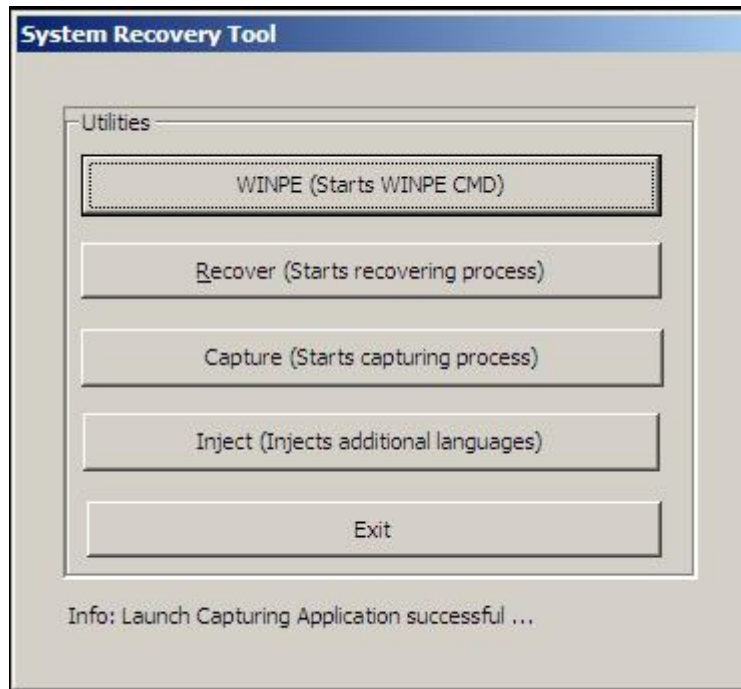 System Recovery Tool
Utilities
WINPE (Starts WINPE CMD)
Recover (Starts recovering process)
Capture (Starts capturing process)
Inject (Injects additional languages)
Exit
Info: Launch Capturing Application successful ...